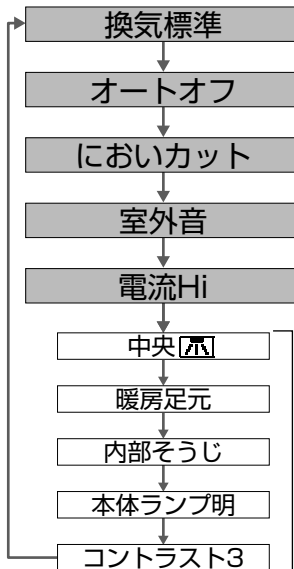 換気標準
オートオフ
においカット
室外音
電流Hi
中央
暖房足元
内部そうじ
本体ランプ明
コントラスト3